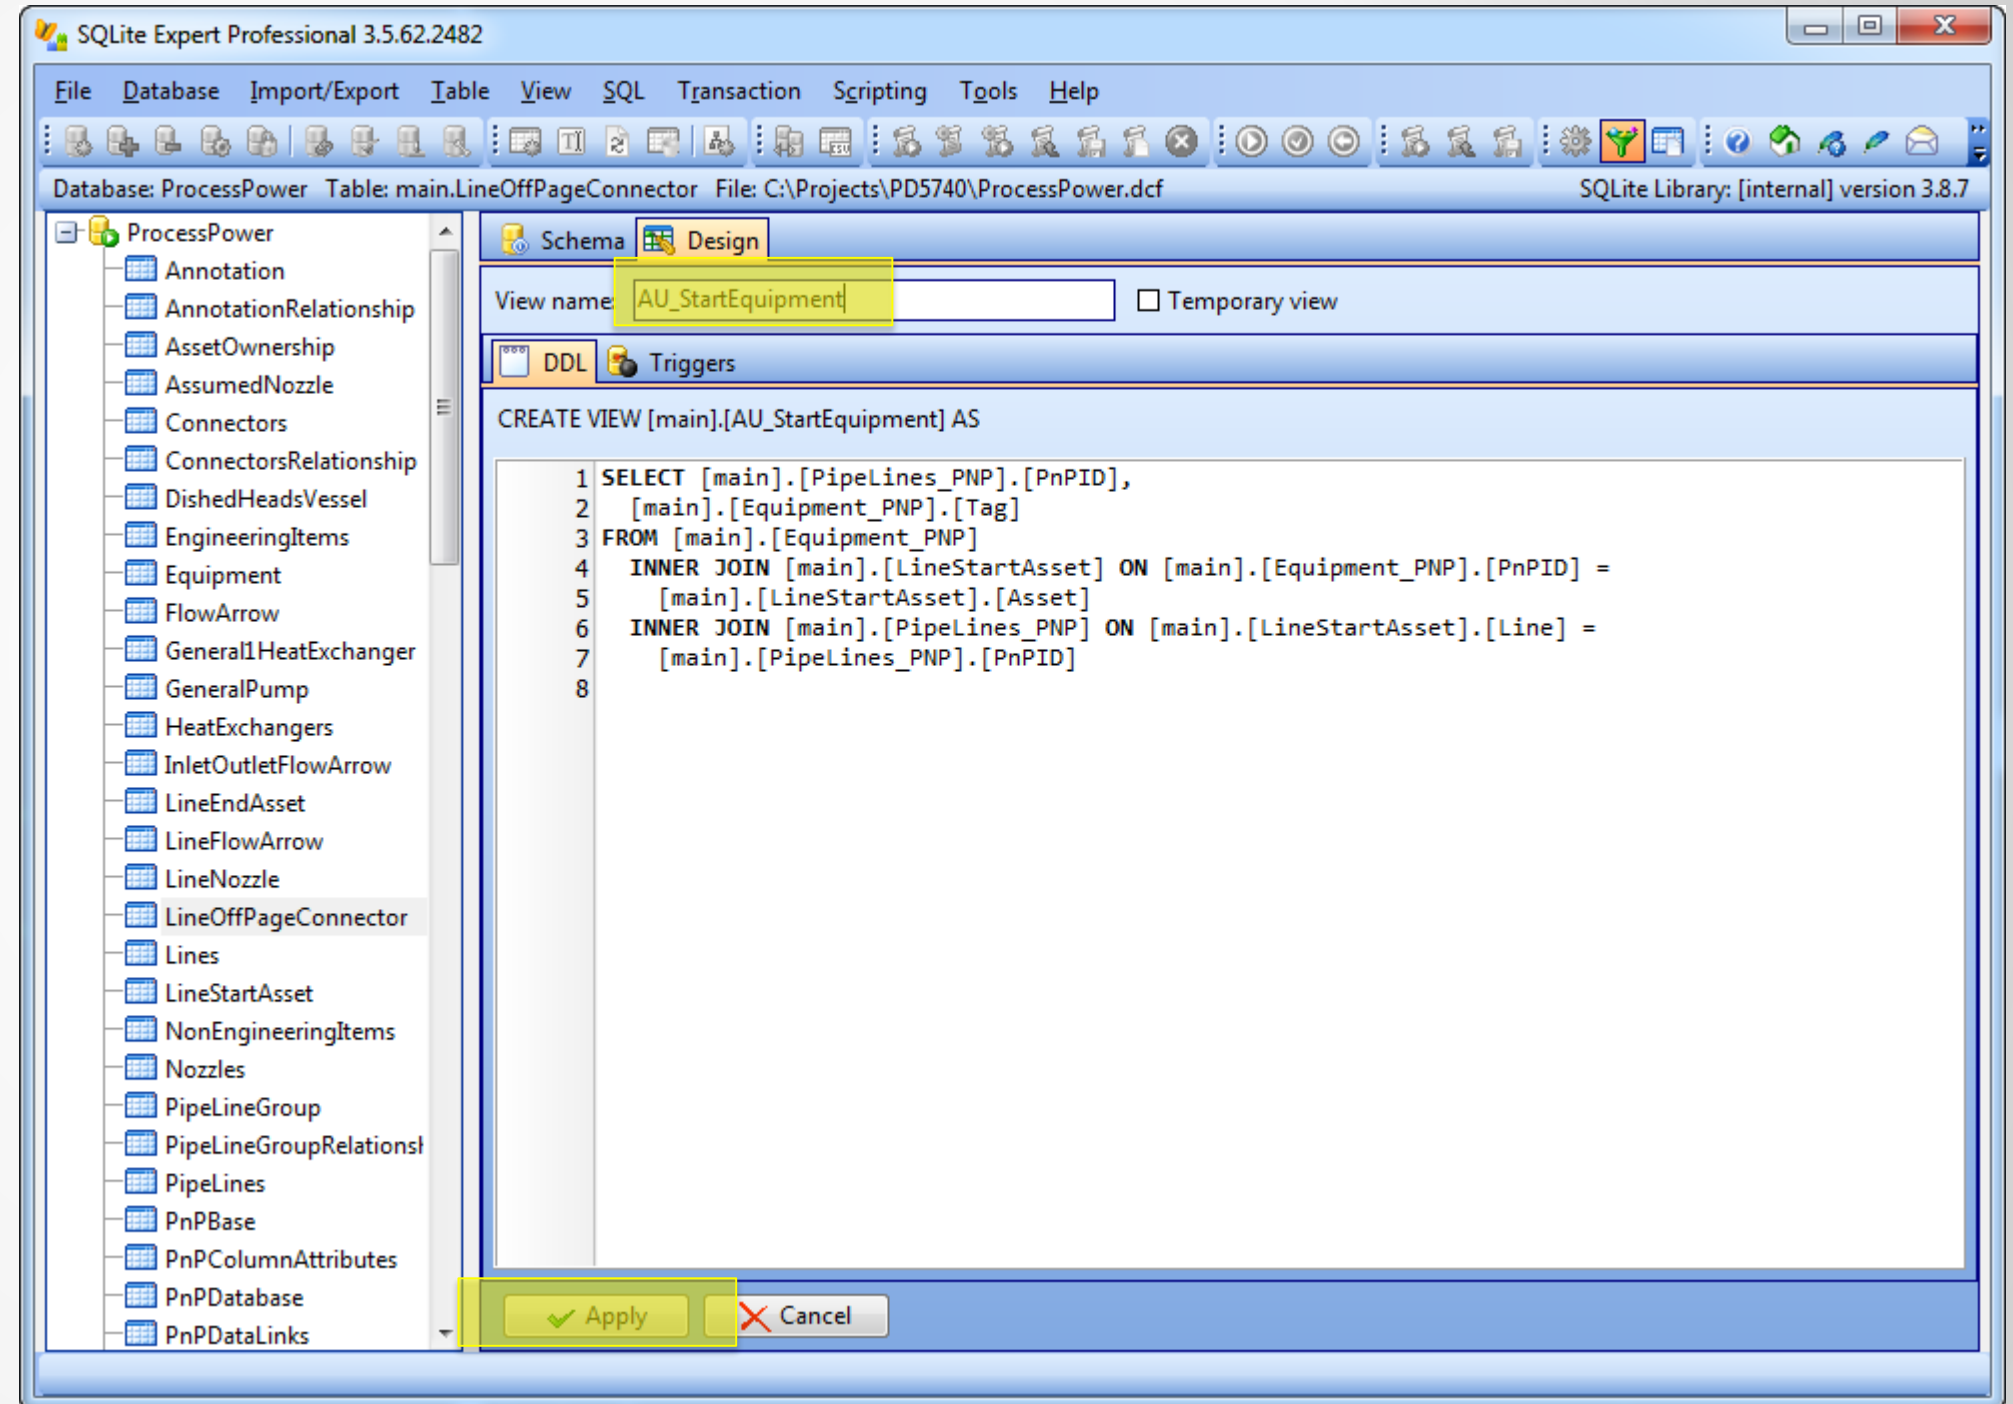 SQLite Expert Professional 3.5.62.2482
File Database Import/Export Table View SQL Transaction Scripting Tools Help
Database: ProcessPower Table: main.LineOffPageConnector File: C:\Projects\PD5740\ProcessPower.dcf SQLite Library: [internal] version 3.8.7
ProcessPower
Annotation
AnnotationRelationship
AssetOwnership
AssumedNozzle
Connectors
ConnectorsRelationship
DishedHeadsVessel
EngineeringItems
Equipment
FlowArrow
General1HeatExchanger
GeneralPump
HeatExchangers
InletOutletFlowArrow
LineEndAsset
LineFlowArrow
LineNozzle
LineOffPageConnector
Lines
LineStartAsset
NonEngineeringItems
Nozzles
PipeLineGroup
PipeLineGroupRelations
PipeLines
PnPBase
PnPColumnAttributes
PnPDatabase
PnPDataLinks
Schema Design
View name: AU_StartEquipment Temporary view
DDL Triggers
CREATE VIEW [main].[AU_StartEquipment] AS
1 SELECT [main].[PipeLines_PNP].[PnPID],
2 [main].[Equipment_PNP].[Tag]
3 FROM [main].[Equipment_PNP]
4 INNER JOIN [main].[LineStartAsset] ON [main].[Equipment_PNP].[PnPID] =
5 [main].[LineStartAsset].[Asset]
6 INNER JOIN [main].[PipeLines_PNP] ON [main].[LineStartAsset].[Line] =
7 [main].[PipeLines_PNP].[PnPID]
8
Apply Cancel